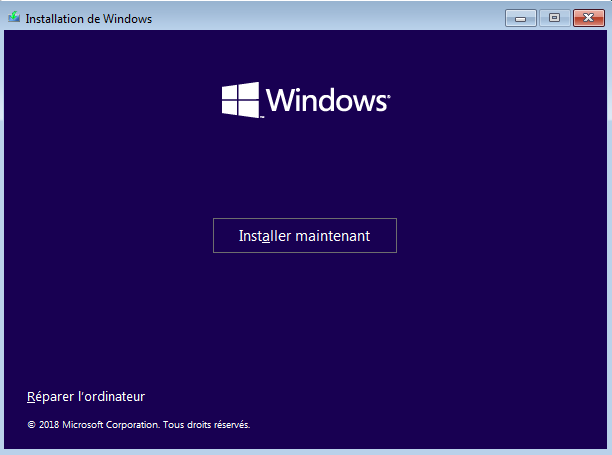 Installation de Windows
Windows®
Installer maintenant
Réparer l'ordinateur
© 2018 Microsoft Corporation. Tous droits réservés.